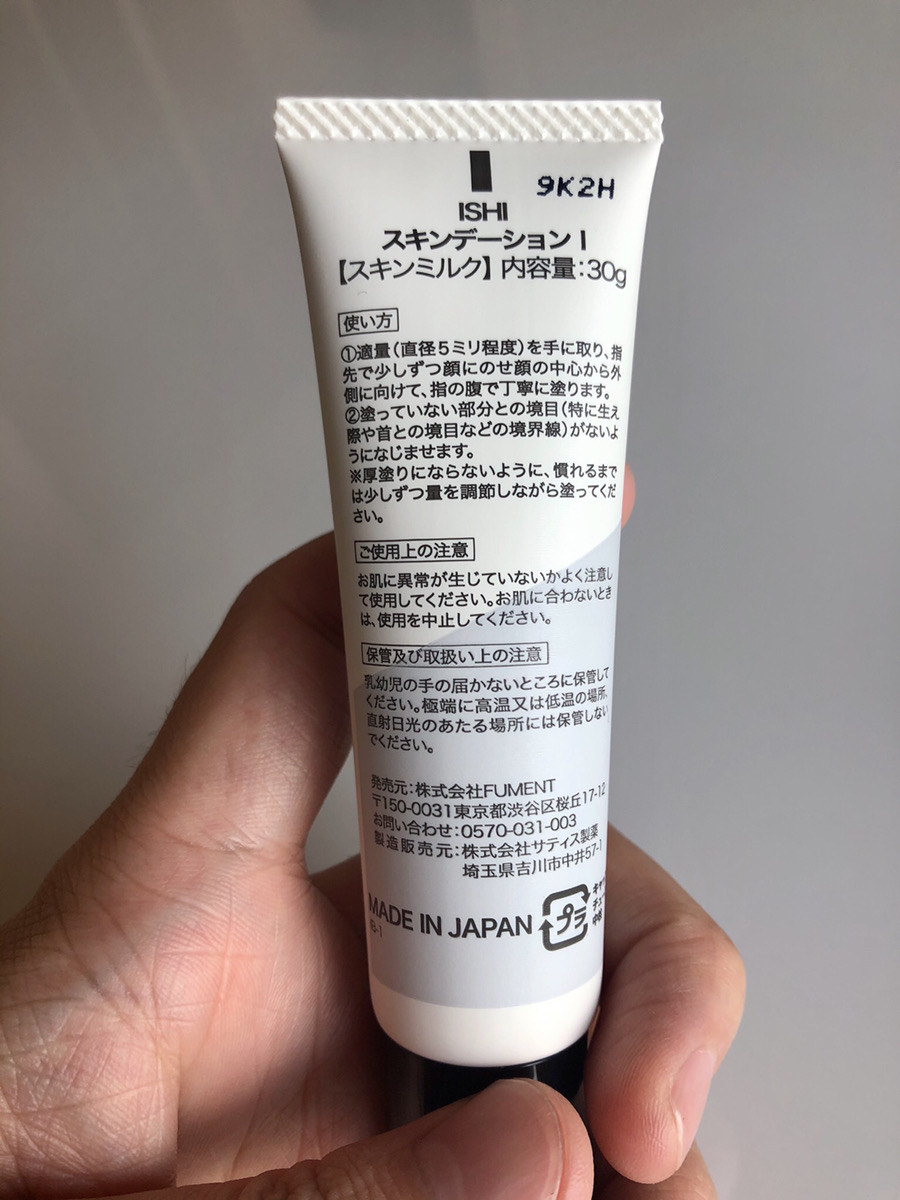 9K2H
ISHI
スキンデーション I
【スキンミルク】 内容量:30g
使い方
①適量(直径5ミリ程度)を手に取り、指
先で少しずつ顔にのせ顔の中心から外
側に向けて、指の腹で丁寧に塗ります。
②塗っていない部分との境目(特に生え
際や首との境目などの境界線)がないよ
うになじませます。
※厚塗りにならないように、慣れるまで
は少しずつ量を調節しながら塗ってくだ
さい。
ご使用上の注意
お肌に異常が生じていないかよく注意し
て使用してください。お肌に合わないとき
は、使用を中止してください。
保管及び取扱い上の注意
乳幼児の手の届かないところに保管して
ください。極端に高温又は低温の場所、
直射日光のあたる場所には保管しない
でください。
発売元:株式会社FUMENT
〒150-0031東京都渋谷区桜丘17-12
お問い合わせ:0570-031-003
製造販売元:株式会社サティス製薬
埼玉県吉川市中井57-1
MADE IN JAPAN
プラ